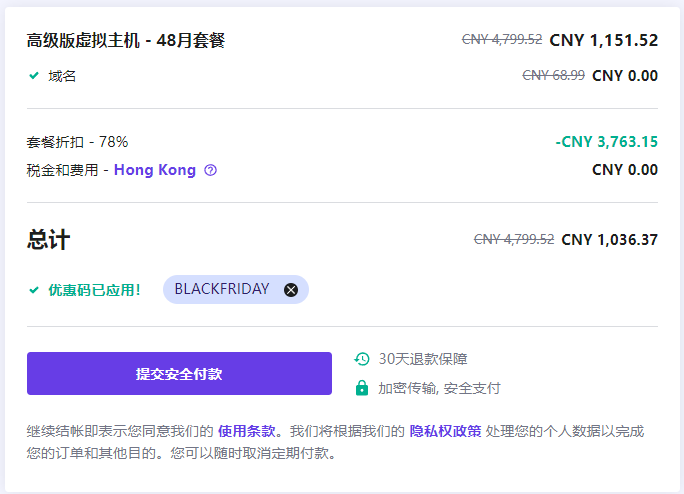 高级版虚拟主机 - 48月套餐 CNY 4,799.52 CNY 1,151.52
域名 CNY 68.99 CNY 0.00
套餐折扣 - 78% -CNY 3,763.15
税金和费用 - Hong Kong CNY 0.00
总计 CNY 4,799.52 CNY 1,036.37
优惠码已应用！ BLACKFRIDAY
提交安全付款 30天退款保障
加密传输, 安全支付
继续结帐即表示您同意我们的 使用条款。我们将根据我们的 隐私权政策 处理您的个人数据以完成
您的订单和其他目的。您可以随时取消定期付款。